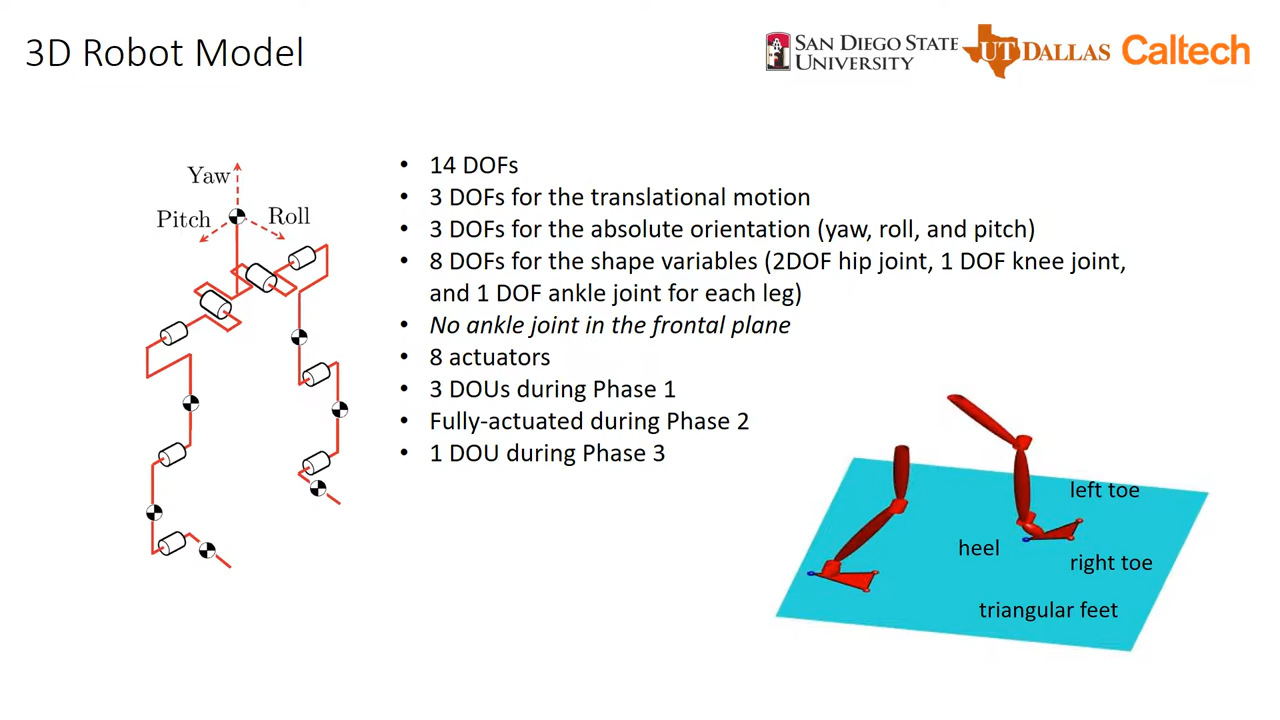 3D Robot Model
SAN DIEGO STATE
UNIVERSITY
UT DALLAS
Caltech
Yaw
Pitch
Roll
• 14 DOFs
• 3 DOFs for the translational motion
• 3 DOFs for the absolute orientation (yaw, roll, and pitch)
• 8 DOFs for the shape variables (2DOF hip joint, 1 DOF knee joint,
and 1 DOF ankle joint for each leg)
• No ankle joint in the frontal plane
• 8 actuators
• 3 DOUs during Phase 1
• Fully-actuated during Phase 2
• 1 DOU during Phase 3
left toe
heel
right toe
triangular feet